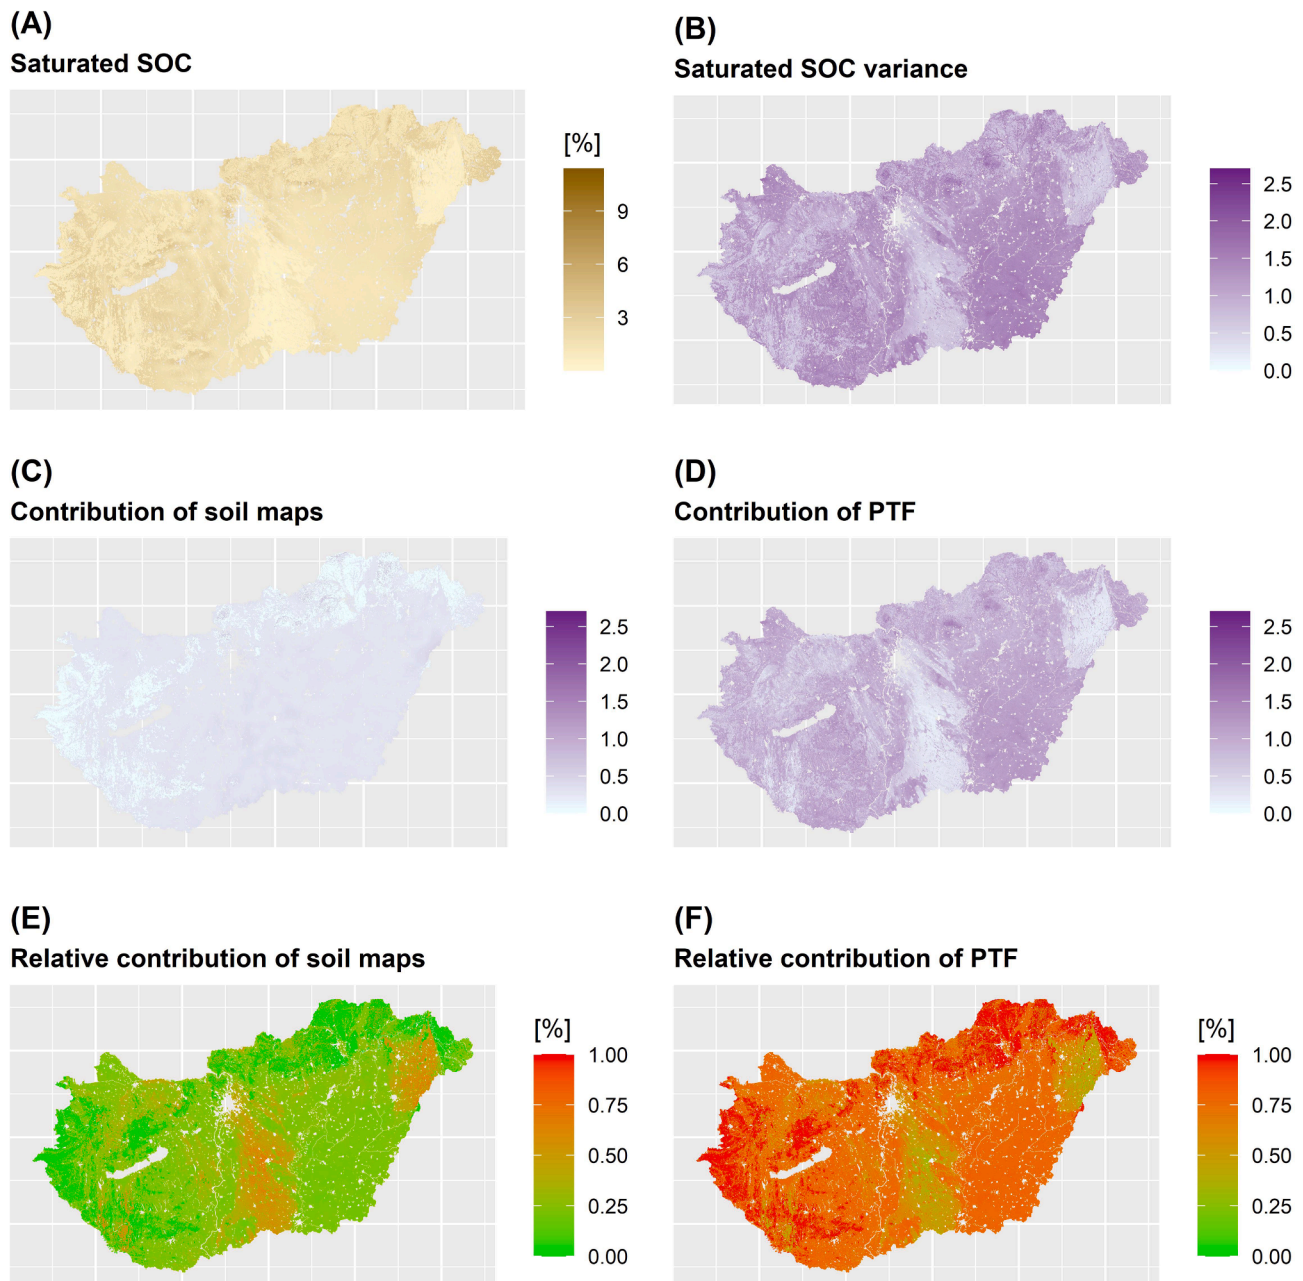 (A)
Saturated SOC
[%]
9
6
3
(B)
Saturated SOC variance
2.5
2.0
1.5
1.0
0.5
0.0
(C)
Contribution of soil maps
2.5
2.0
1.5
1.0
0.5
0.0
(D)
Contribution of PTF
2.5
2.0
1.5
1.0
0.5
0.0
(E)
Relative contribution of soil maps
[%]
1.00
0.75
0.50
0.25
0.00
(F)
Relative contribution of PTF
[%]
1.00
0.75
0.50
0.25
0.00